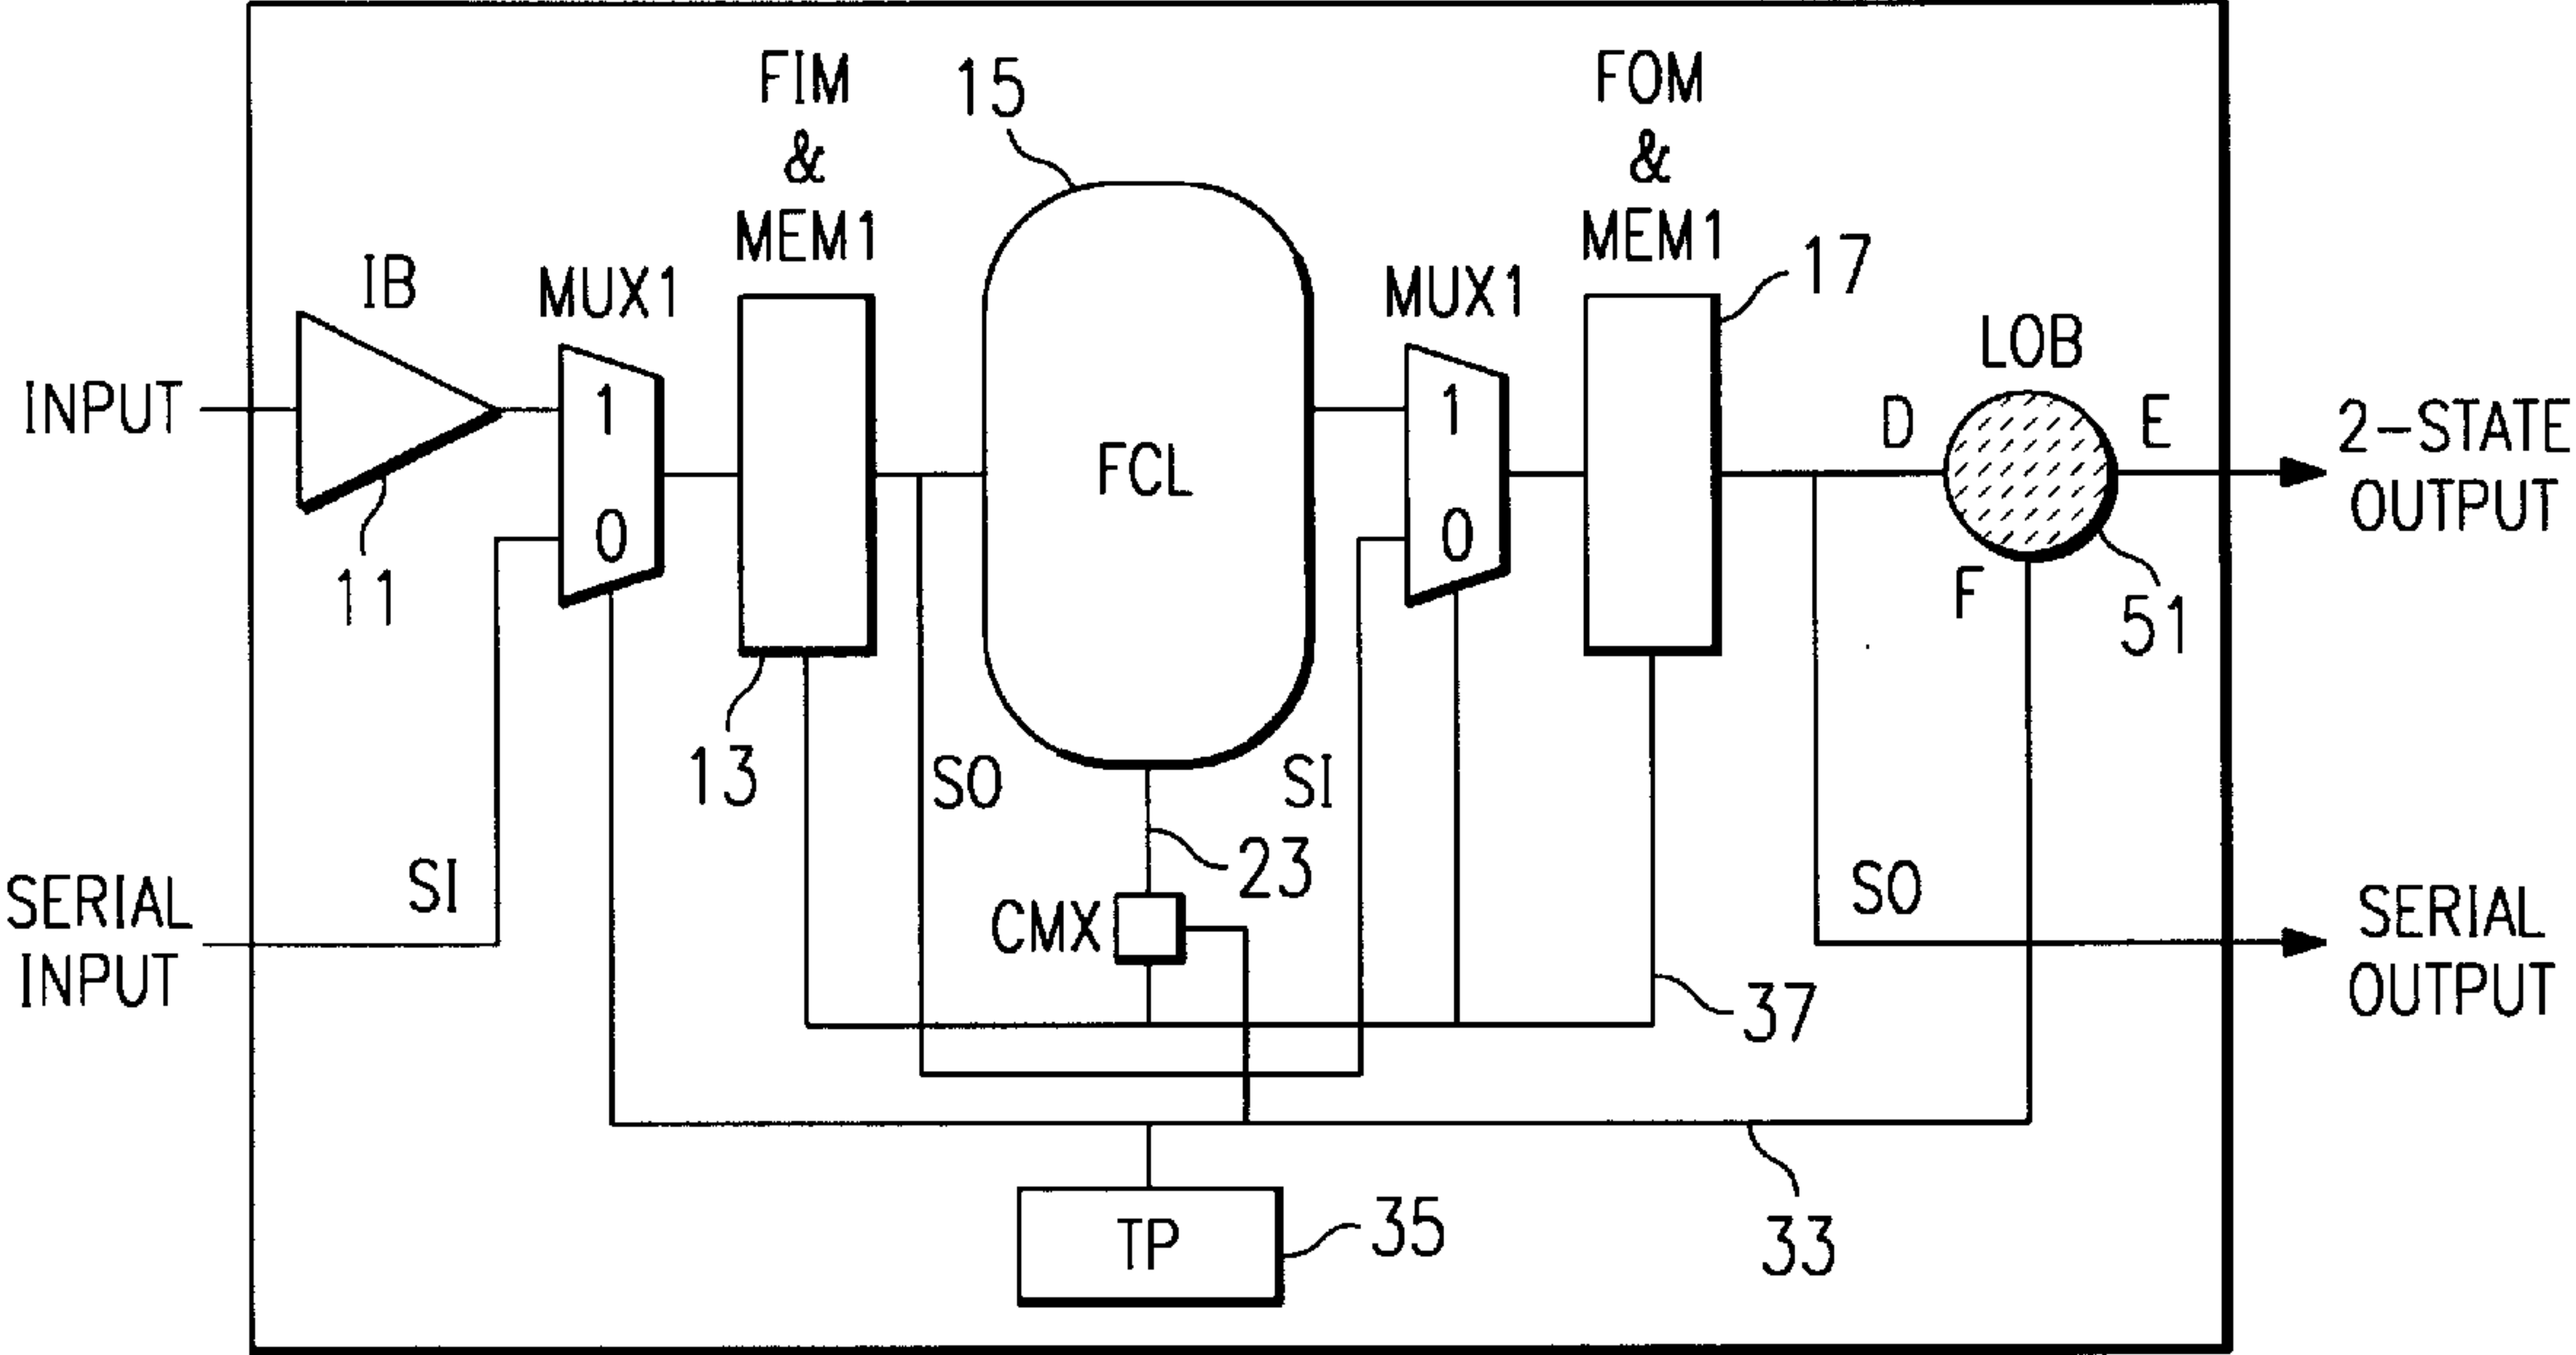 FIM
&
MEM1
15
FOM
&
MEM1
17
IB
MUX1
MUX1
LOB
INPUT
1
0
FCL
1
0
D
E
F
2-STATE
OUTPUT
11
13
51
SO
SI
23
SI
CMX
SO
SERIAL
INPUT
SERIAL
OUTPUT
37
TP
35
33